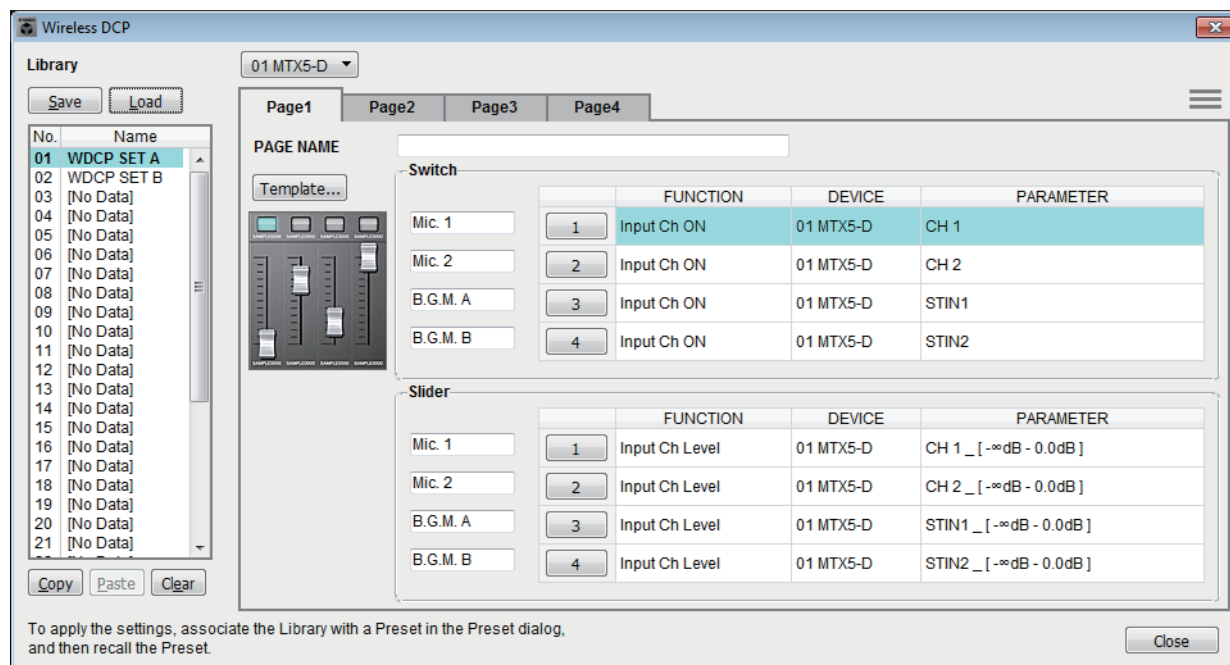 Wireless DCP
Library
01 MTX5-D
Save Load
Page1 Page2 Page3 Page4
No. Name
01 WDCP SET A
02 WDCP SET B
03 [No Data]
04 [No Data]
05 [No Data]
06 [No Data]
07 [No Data]
08 [No Data]
09 [No Data]
10 [No Data]
11 [No Data]
12 [No Data]
13 [No Data]
14 [No Data]
15 [No Data]
16 [No Data]
17 [No Data]
18 [No Data]
19 [No Data]
20 [No Data]
21 [No Data]
Copy Paste Clear
PAGE NAME
Template...
Switch
FUNCTION DEVICE PARAMETER
Mic. 1 1 Input Ch ON 01 MTX5-D CH 1
Mic. 2 2 Input Ch ON 01 MTX5-D CH 2
B.G.M. A 3 Input Ch ON 01 MTX5-D STIN1
B.G.M. B 4 Input Ch ON 01 MTX5-D STIN2
Slider
FUNCTION DEVICE PARAMETER
Mic. 1 1 Input Ch Level 01 MTX5-D CH 1 _ [ -∞dB - 0.0dB ]
Mic. 2 2 Input Ch Level 01 MTX5-D CH 2 _ [ -∞dB - 0.0dB ]
B.G.M. A 3 Input Ch Level 01 MTX5-D STIN1 _ [ -∞dB - 0.0dB ]
B.G.M. B 4 Input Ch Level 01 MTX5-D STIN2 _ [ -∞dB - 0.0dB ]
To apply the settings, associate the Library with a Preset in the Preset dialog,
and then recall the Preset.
Close